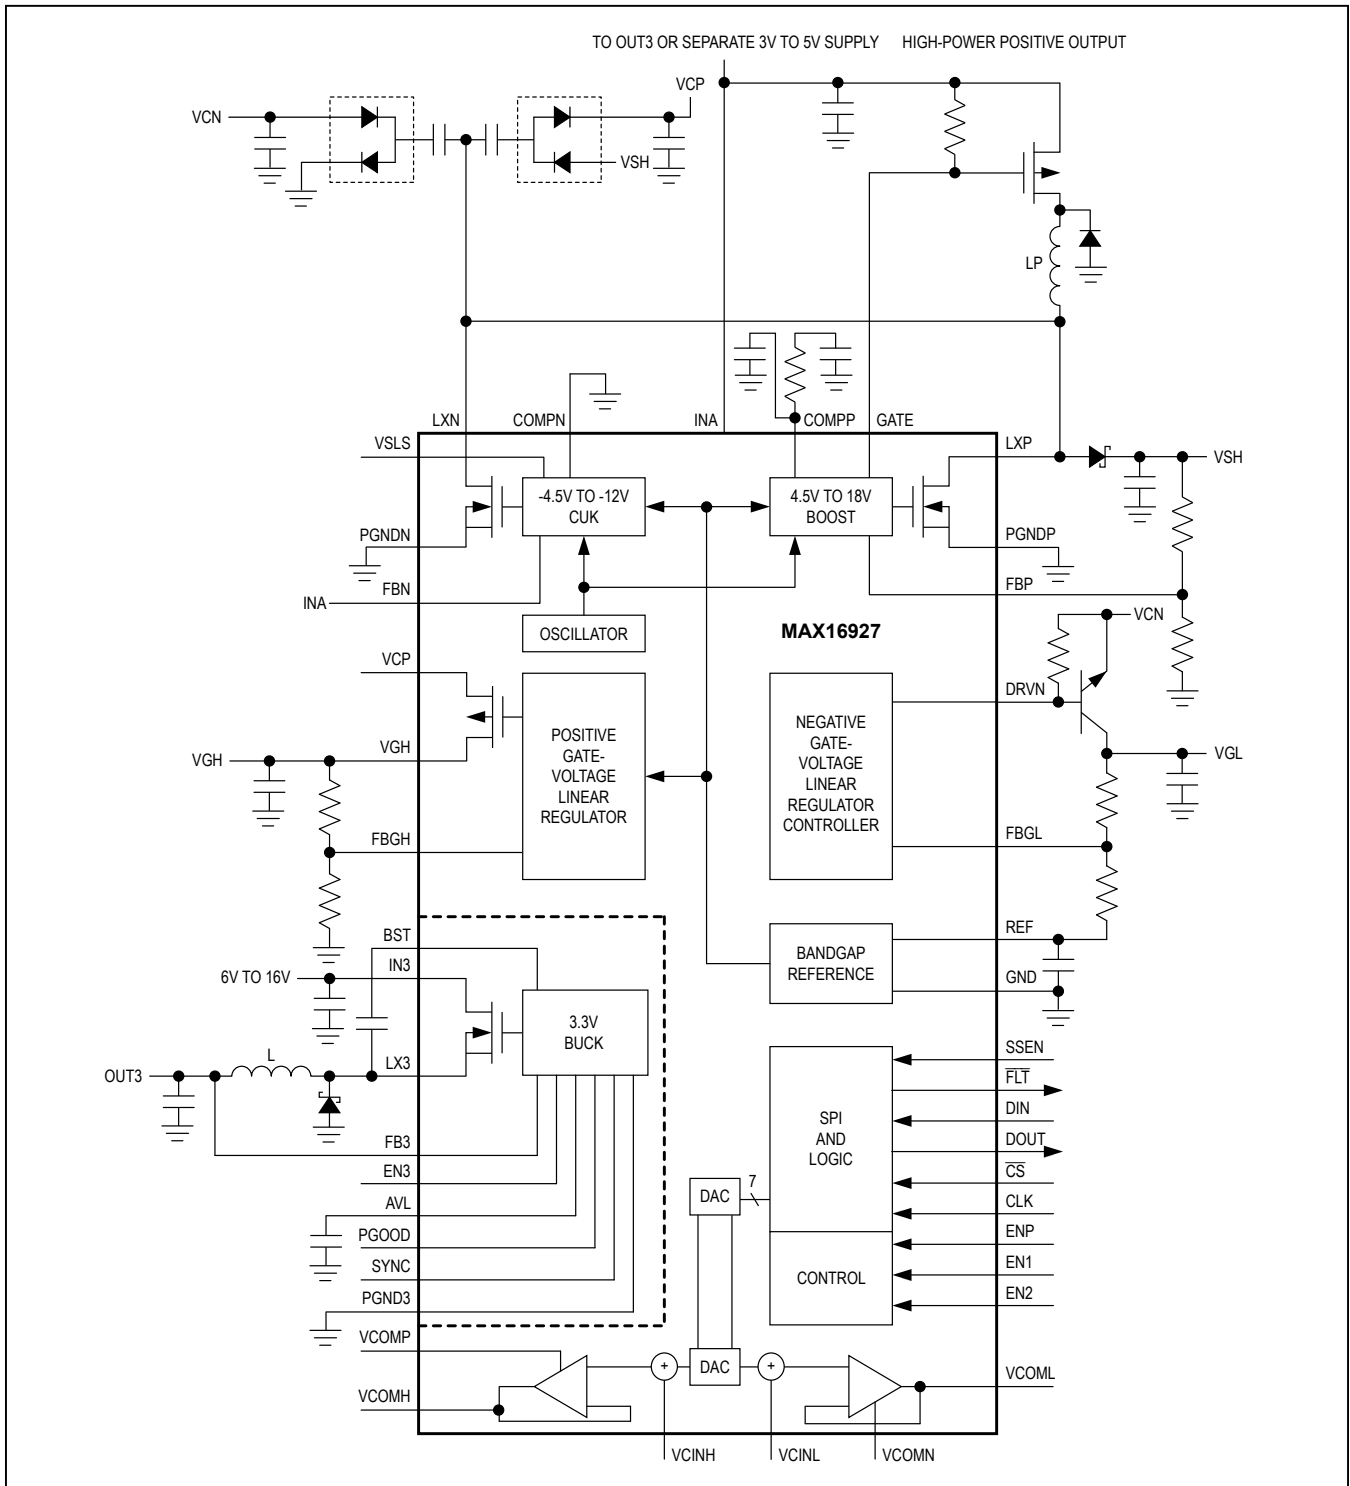 TO OUT3 OR SEPARATE 3V TO 5V SUPPLY
HIGH-POWER POSITIVE OUTPUT
VCP
VCN
VSH
LP
LXN
COMPN
INA
COMPP
GATE
VSLS
LXP
VSH
-4.5V TO -12V
CUK
4.5V TO 18V
BOOST
PGNDN
PGNDP
FBN
FBP
INA
OSCILLATOR
MAX16927
VCN
VCP
DRVN
POSITIVE
GATE-
VOLTAGE
LINEAR
REGULATOR
NEGATIVE
GATE-
VOLTAGE
LINEAR
REGULATOR
CONTROLLER
VGH
VGH
VGL
FBGH
FBGL
BST
REF
IN3
6V TO 16V
BANDGAP
REFERENCE
GND
3.3V
BUCK
L
LX3
OUT3
SSEN
FLT
DIN
DOUT
CS
CLK
ENP
EN1
EN2
SPI
AND
LOGIC
CONTROL
FB3
EN3
AVL
PGOOD
SYNC
PGND3
DAC
7
VCOMP
VCOMH
+
DAC
+
VCOML
VCINH
VCINL
VCOMN